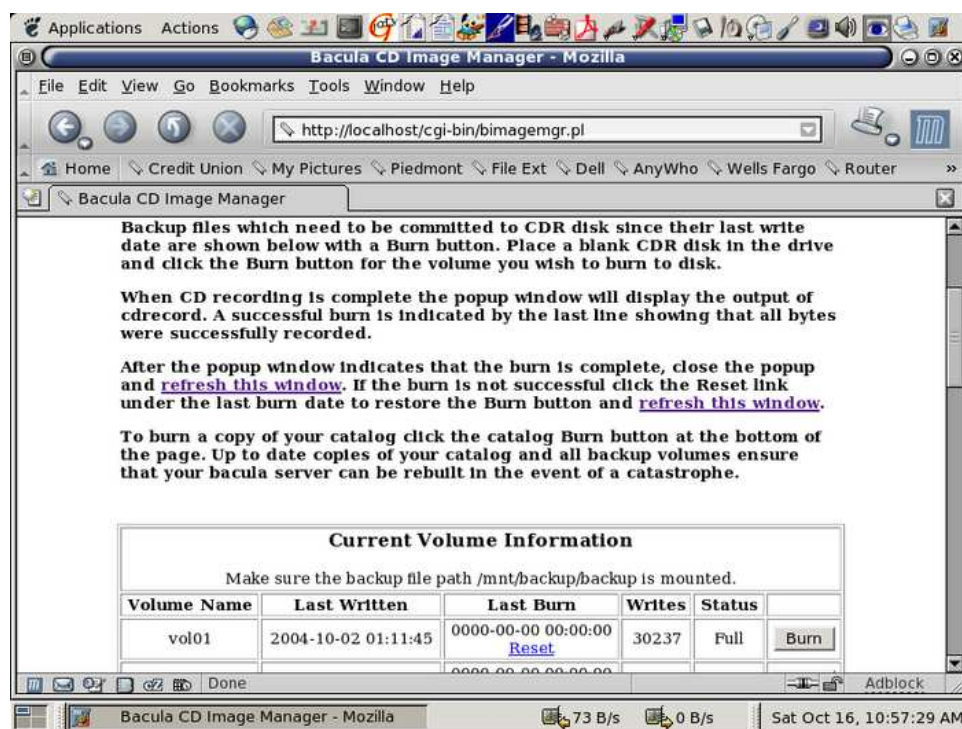 Applications Actions
Bacula CD Image Manager - Mozilla
File Edit View Go Bookmarks Tools Window Help
http://localhost/cgi-bin/bimagemgr.pl
Home Credit Union My Pictures Piedmont File Ext Dell AnyWho Wells Fargo Router »
Bacula CD Image Manager
Backup files which need to be committed to CDR disk since their last write
date are shown below with a Burn button. Place a blank CDR disk in the drive
and click the Burn button for the volume you wish to burn to disk.
When CD recording is complete the popup window will display the output of
cdrecord. A successful burn is indicated by the last line showing that all bytes
were successfully recorded.
After the popup window indicates that the burn is complete, close the popup
and refresh this window. If the burn is not successful click the Reset link
under the last burn date to restore the Burn button and refresh this window.
To burn a copy of your catalog click the catalog Burn button at the bottom of
the page. Up to date copies of your catalog and all backup volumes ensure
that your bacula server can be rebuilt in the event of a catastrophe.
Current Volume Information
Make sure the backup file path /mnt/backup/backup is mounted.
Volume Name Last Written Last Burn Writes Status
vol01 2004-10-02 01:11:45 0000-00-00 00:00:00 30237 Full Burn
Reset
Done Adblock
Bacula CD Image Manager - Mozilla 73 B/s 0 B/s Sat Oct 16, 10:57:29 AM